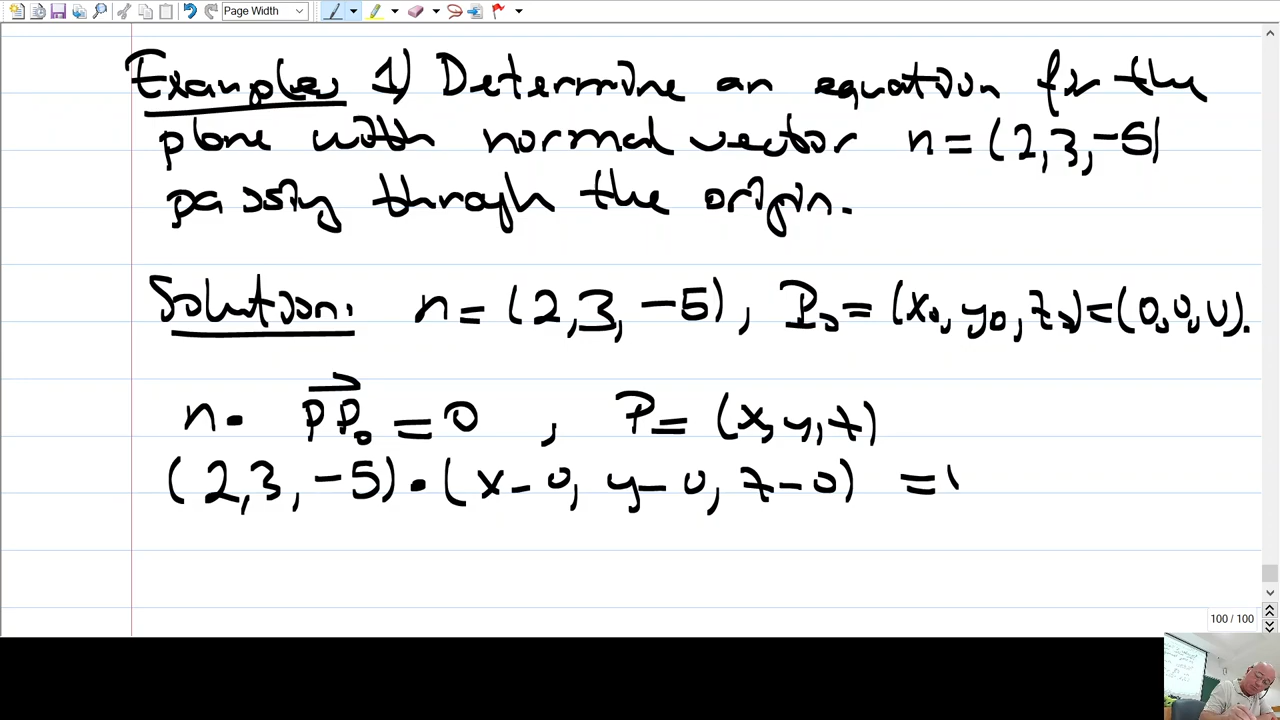 Page Width
Examples 1) Determine an equation for the
plane with normal vector n = (2, 3, -5)
passing through the origin.
Solution: n = (2, 3, -5), P₀ = (x₀, y₀, z₀) = (0, 0, 0).
n · PP₀ = 0 , P = (x, y, z)
(2, 3, -5) · (x - 0, y - 0, z - 0) =
100 / 100